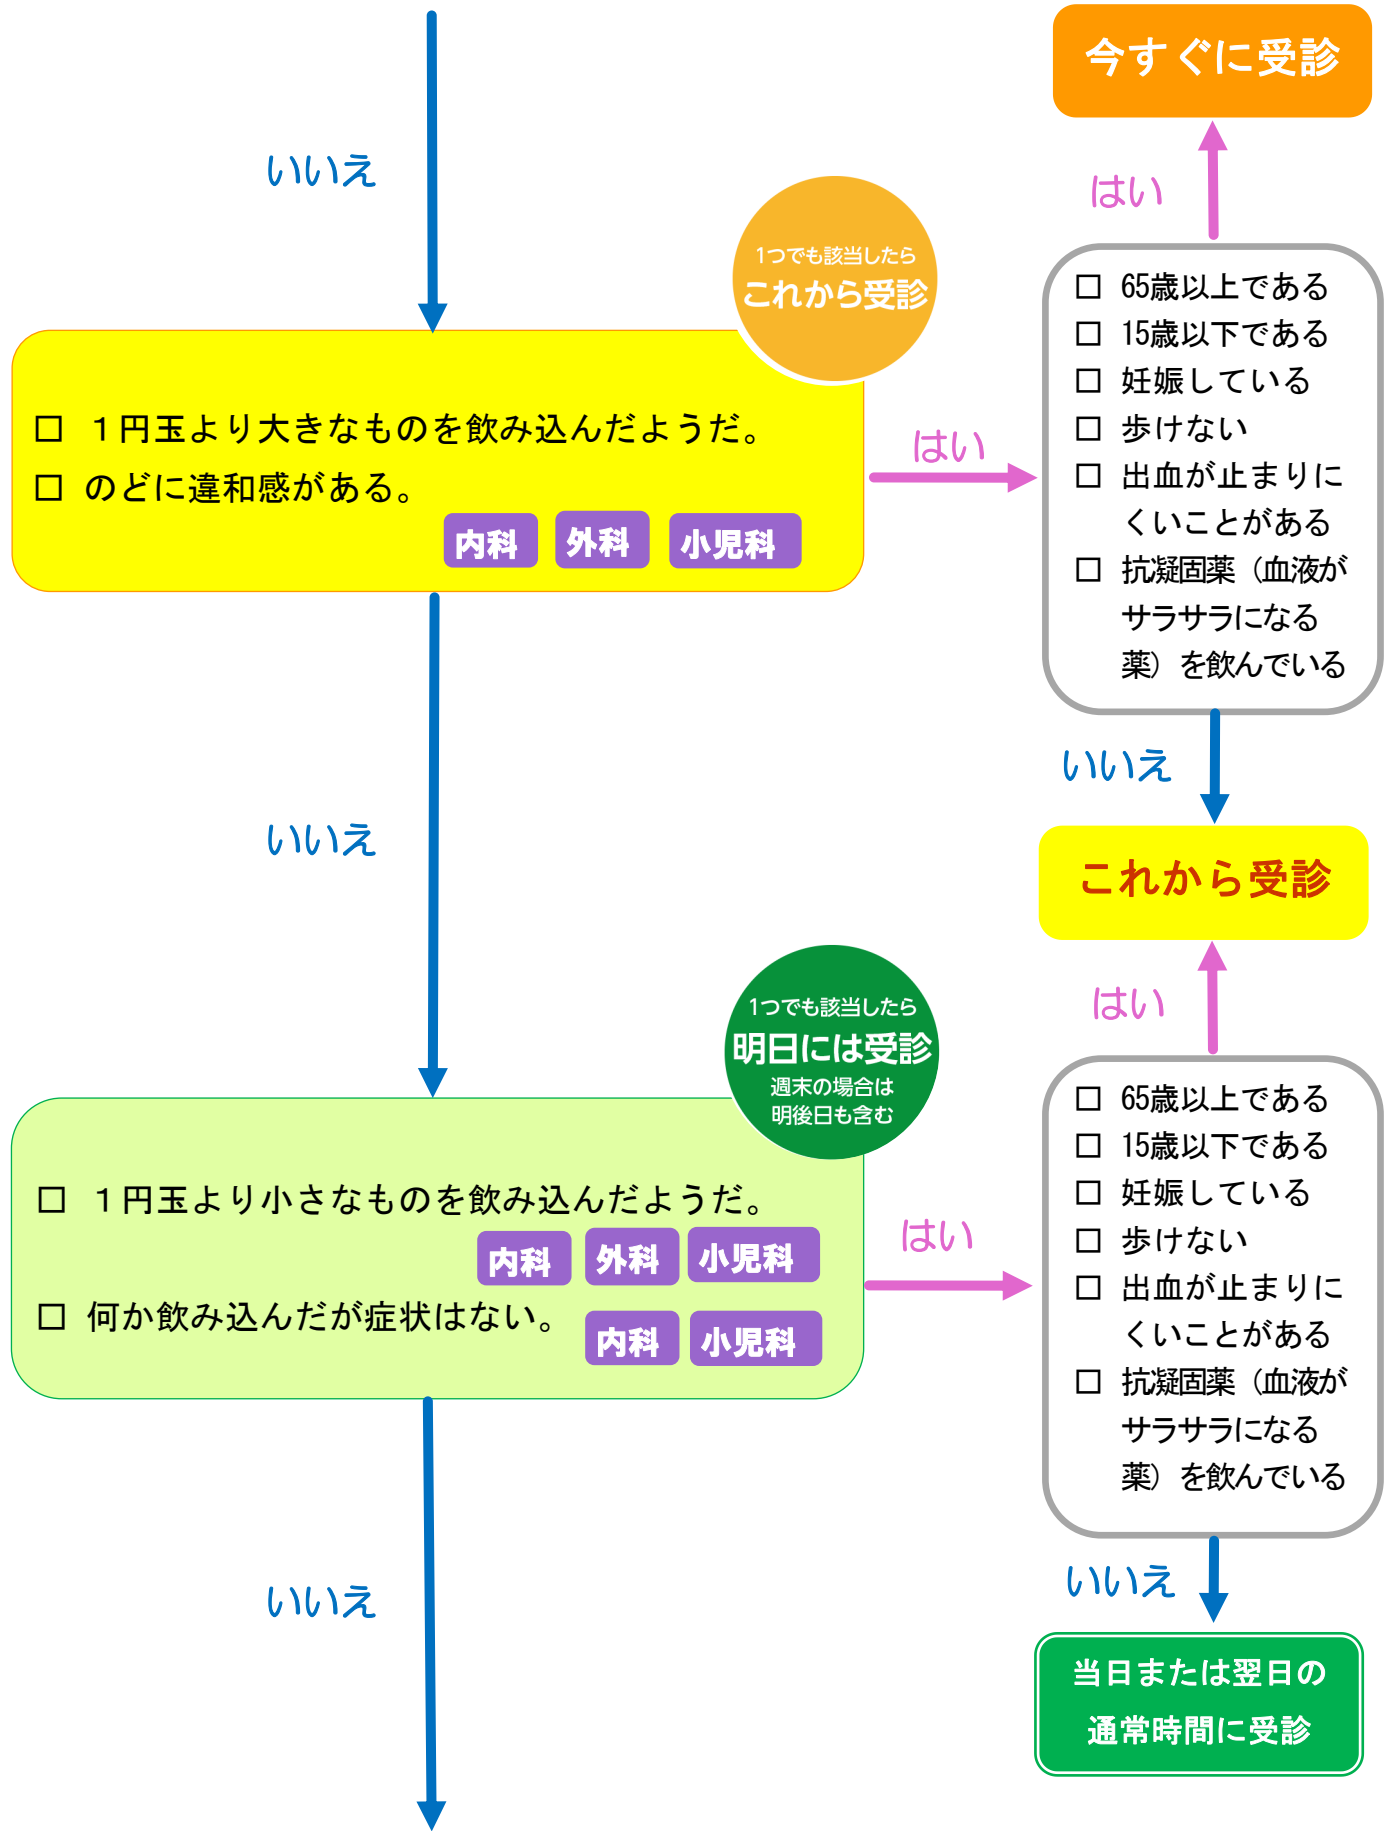 今すぐに受診
いいえ
はい
1つでも該当したら
これから受診
□ 65歳以上である
□ 15歳以下である
□ 妊娠している
□ 歩けない
□ 出血が止まりに
くいことがある
□ 抗凝固薬（血液が
サラサラになる
薬）を飲んでいる
□ １円玉より大きなものを飲み込んだようだ。
□ のどに違和感がある。
内科 外科 小児科
はい
いいえ
いいえ
これから受診
はい
1つでも該当したら
明日には受診
週末の場合は
明後日も含む
□ 65歳以上である
□ 15歳以下である
□ 妊娠している
□ 歩けない
□ 出血が止まりに
くいことがある
□ 抗凝固薬（血液が
サラサラになる
薬）を飲んでいる
□ １円玉より小さなものを飲み込んだようだ。
内科 外科 小児科
□ 何か飲み込んだが症状はない。
内科 小児科
はい
いいえ
いいえ
当日または翌日の
通常時間に受診